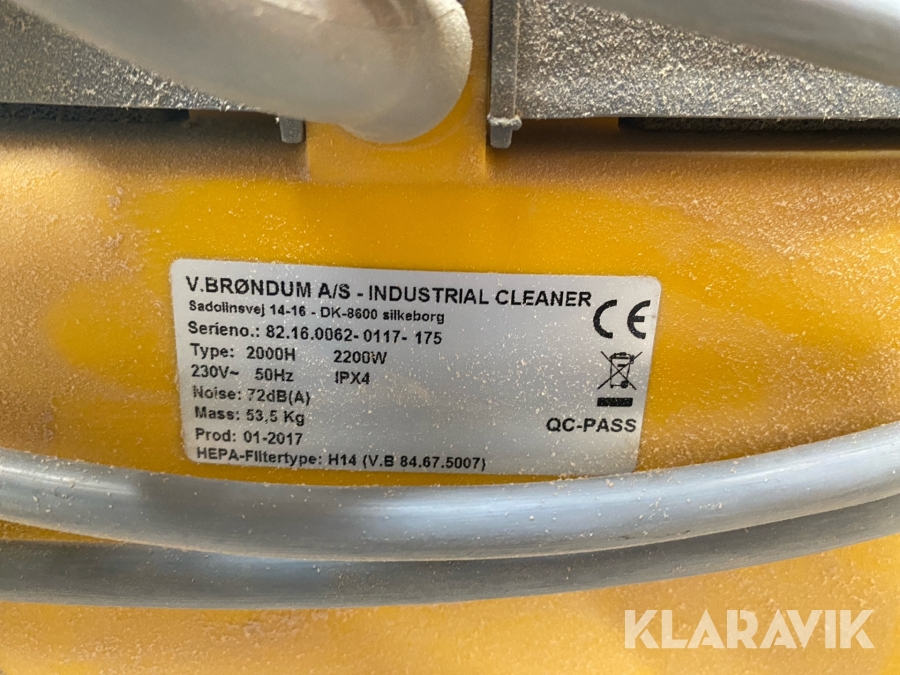 V.BRØNDUM A/S - INDUSTRIAL CLEANER
Sadolinsvej 14-16 - DK-8600 silkeborg
Serieno.: 82.16.0062-0117- 175
Type: 2000H 2200W
230V~ 50Hz IPX4
Noise: 72dB(A)
Mass: 53,5 Kg
Prod: 01-2017
HEPA-Filtertype: H14 (V.B 84.67.5007)
CE
QC-PASS
KLARAVIK